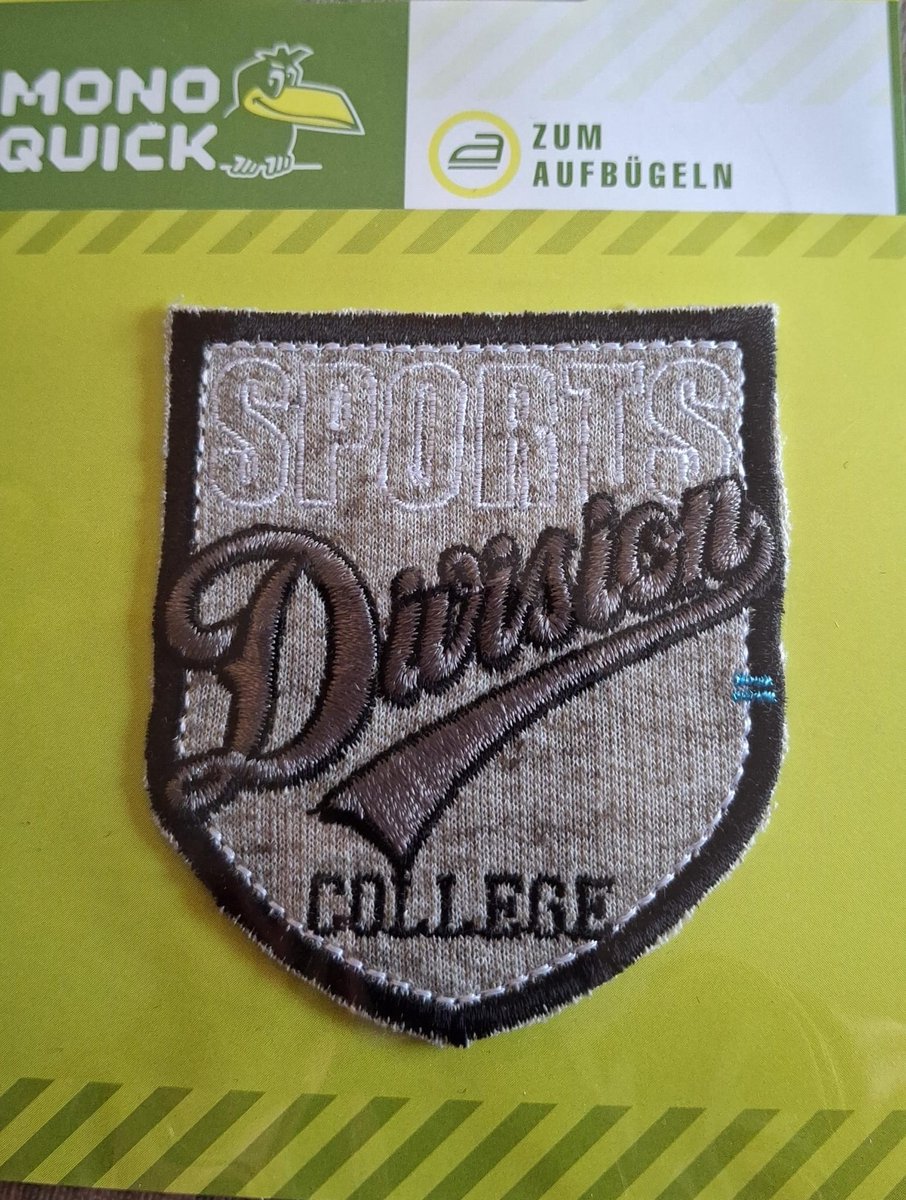 MONO
QUICK
ZUM
AUFBÜGELN
SPORTS
Division
COLLEGE